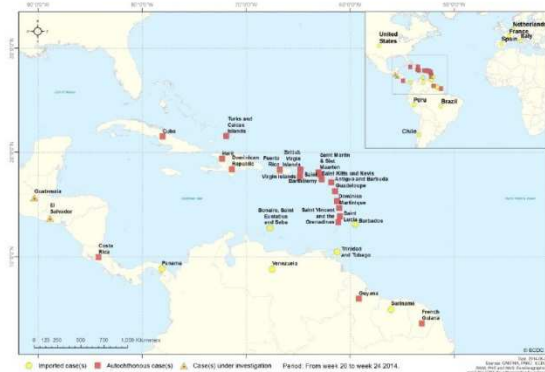 United
States
Netherlands
France
Spain
Italy
Peru
Brazil
Chile
Turks and
Caicos
Islands
Cuba
Haiti
Dominican
Republic
Puerto
Rico
British
Virgin
Islands
Virgin Islands
Saint Martin
& Sint
Maarten
Saint Kitts and Nevis
Antigua and Barbuda
Guadeloupe
Dominica
Martinique
Saint Vincent
and the
Grenadines
Saint
Lucia
Barbados
Bonaire, Saint
Eustatius
and Saba
Guatemala
El
Salvador
Costa
Rica
Panama
Venezuela
Trinidad
and Tobago
Guyana
Suriname
French
Guiana
© ECDC
Imported case(s)
Autochthonous case(s)
Case(s) under investigation
Period: From week 20 to week 24 2014.